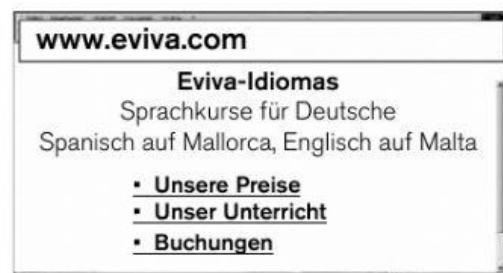 www.eviva.com
Eviva-Idiomas
Sprachkurse für Deutsche
Spanisch auf Mallorca, Englisch auf Malta
▪ Unsere Preise
▪ Unser Unterricht
▪ Buchungen